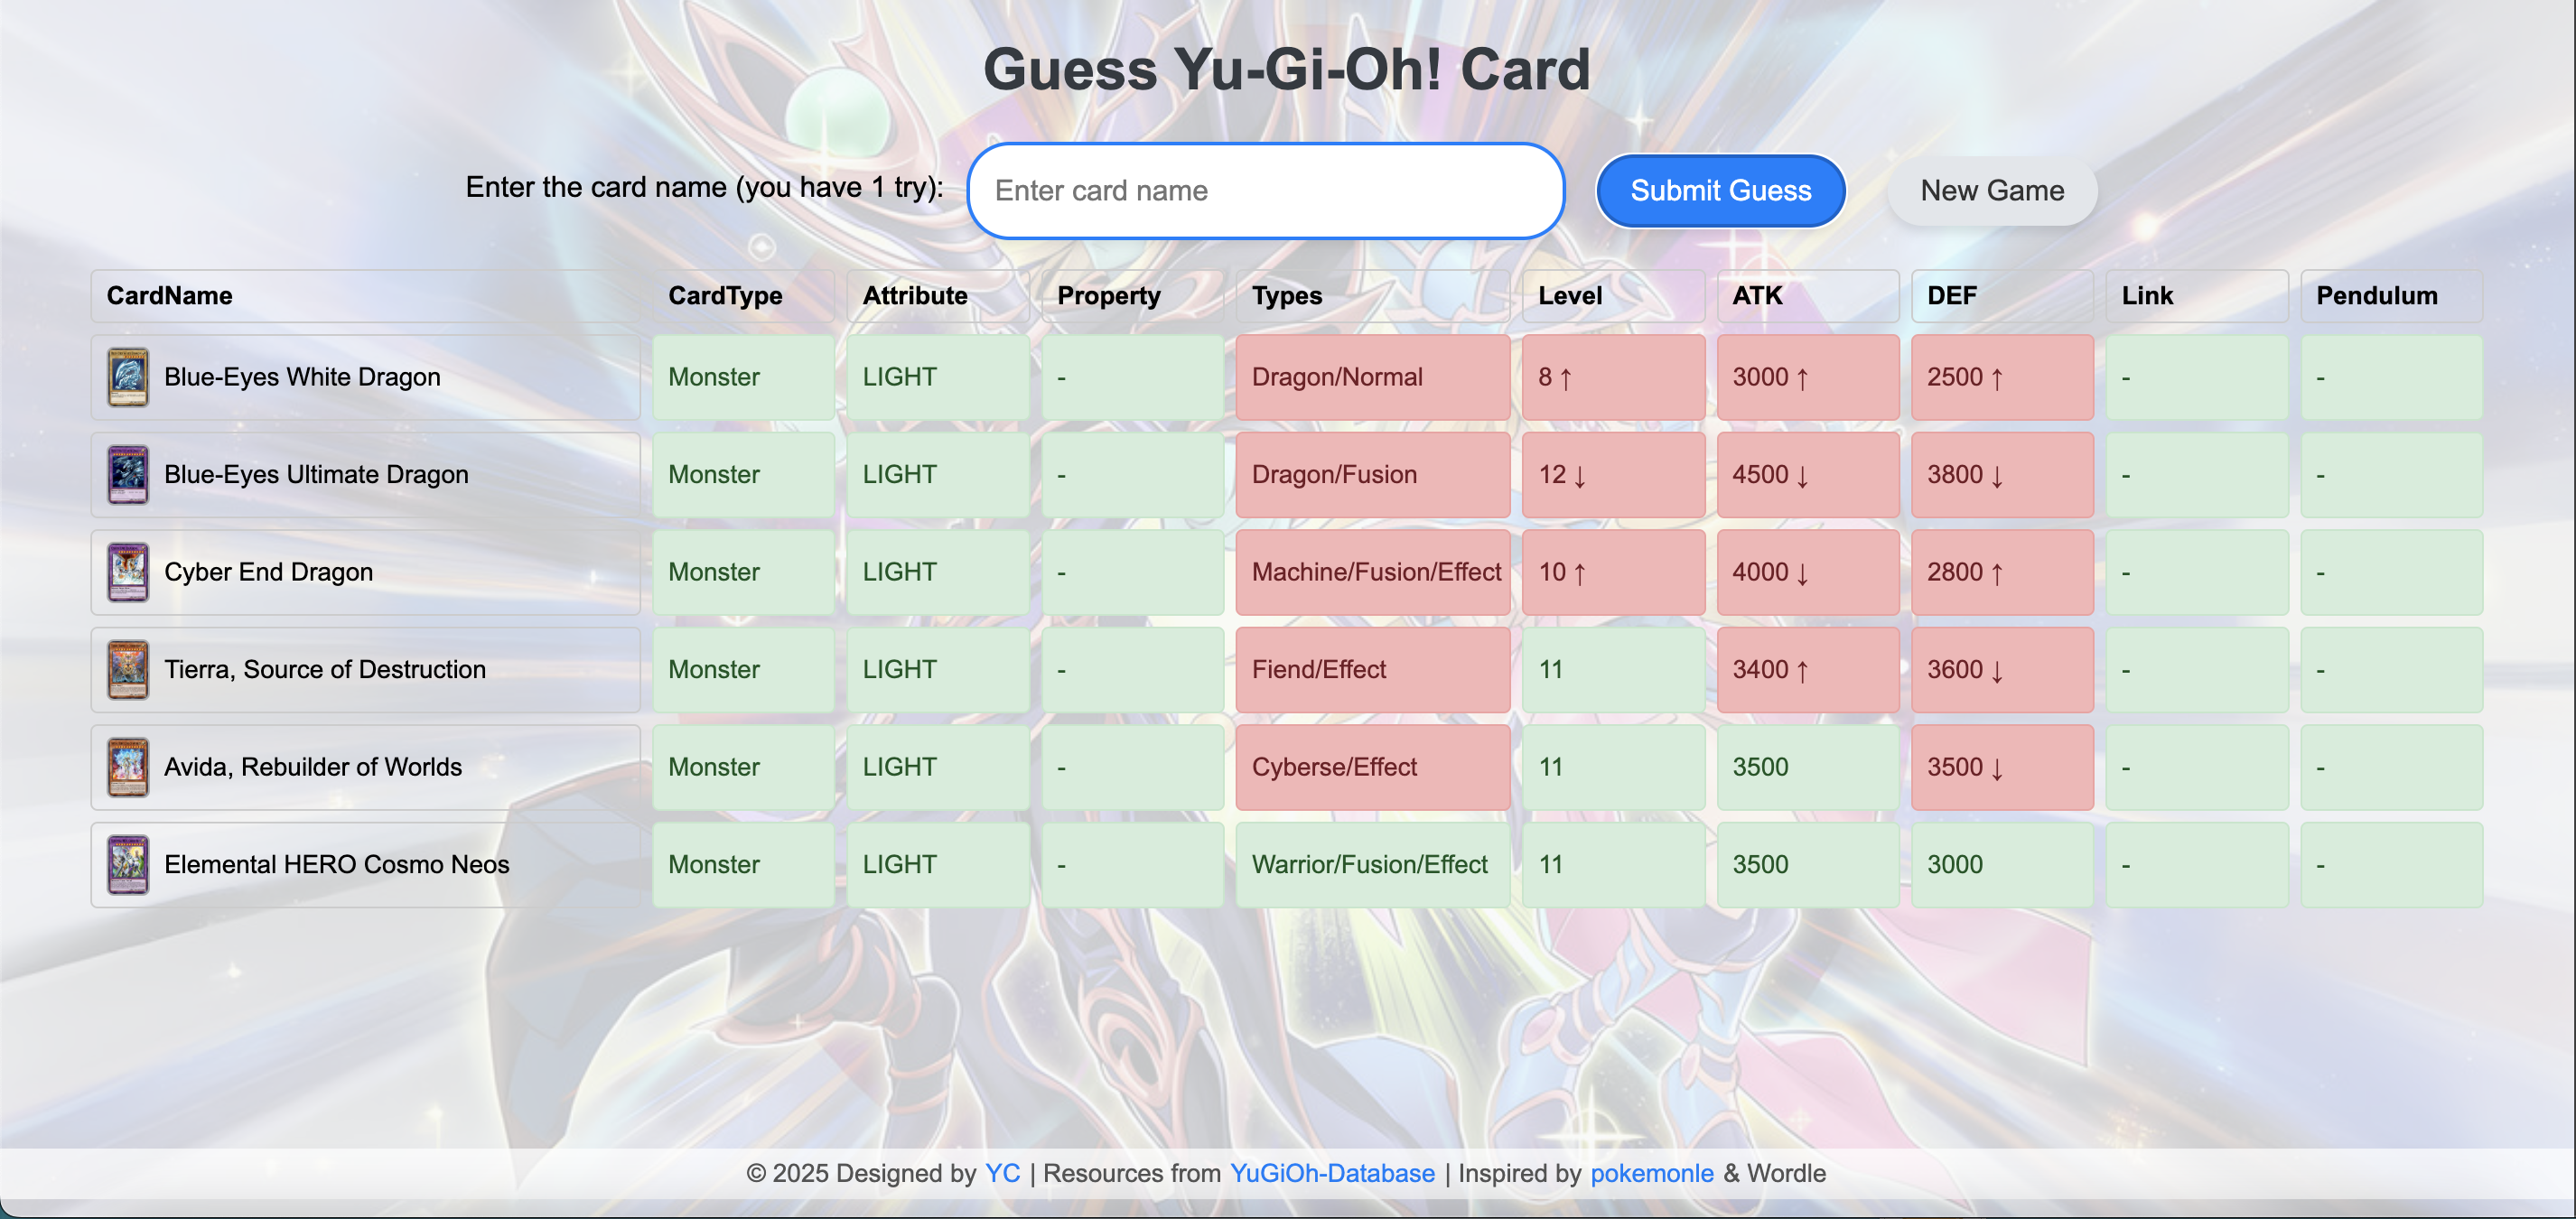 Guess Yu-Gi-Oh! Card
Enter the card name (you have 1 try): Enter card name Submit Guess New Game
CardName CardType Attribute Property Types Level ATK DEF Link Pendulum
Blue-Eyes White Dragon Monster LIGHT - Dragon/Normal 8 ↑ 3000 ↑ 2500 ↑ - -
Blue-Eyes Ultimate Dragon Monster LIGHT - Dragon/Fusion 12 ↓ 4500 ↓ 3800 ↓ - -
Cyber End Dragon Monster LIGHT - Machine/Fusion/Effect 10 ↑ 4000 ↓ 2800 ↑ - -
Tierra, Source of Destruction Monster LIGHT - Fiend/Effect 11 3400 ↑ 3600 ↓ - -
Avida, Rebuilder of Worlds Monster LIGHT - Cyberse/Effect 11 3500 3500 ↓ - -
Elemental HERO Cosmo Neos Monster LIGHT - Warrior/Fusion/Effect 11 3500 3000 - -
© 2025 Designed by YC | Resources from YuGiOh-Database | Inspired by pokemonle & Wordle